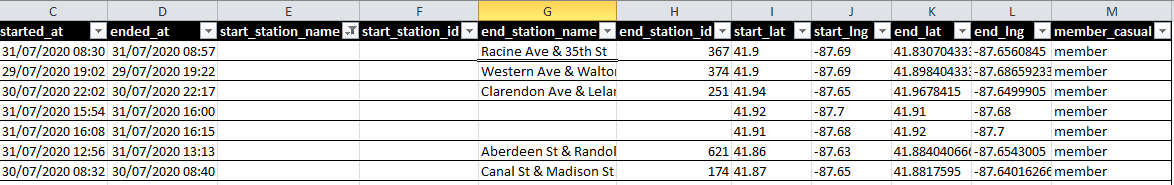 C D E F G H I J K L M
started_at ended_at start_station_name start_station_id end_station_name end_station_id start_lat start_lng end_lat end_lng member_casual
31/07/2020 08:30 31/07/2020 08:57 Racine Ave & 35th St 367 41.9 -87.69 41.830704333 -87.6560845 member
29/07/2020 19:02 29/07/2020 19:22 Western Ave & Walton 374 41.9 -87.69 41.898404333 -87.68659233 member
30/07/2020 22:02 30/07/2020 22:17 Clarendon Ave & Lelan 251 41.94 -87.65 41.9678415 -87.6499905 member
31/07/2020 15:54 31/07/2020 16:00 41.92 -87.7 41.91 -87.68 member
31/07/2020 16:08 31/07/2020 16:15 41.91 -87.68 41.92 -87.7 member
31/07/2020 12:56 31/07/2020 13:13 Aberdeen St & Randol 621 41.86 -87.63 41.884040666 -87.6543005 member
30/07/2020 08:32 30/07/2020 08:40 Canal St & Madison St 174 41.87 -87.65 41.8817595 -87.64016266 member